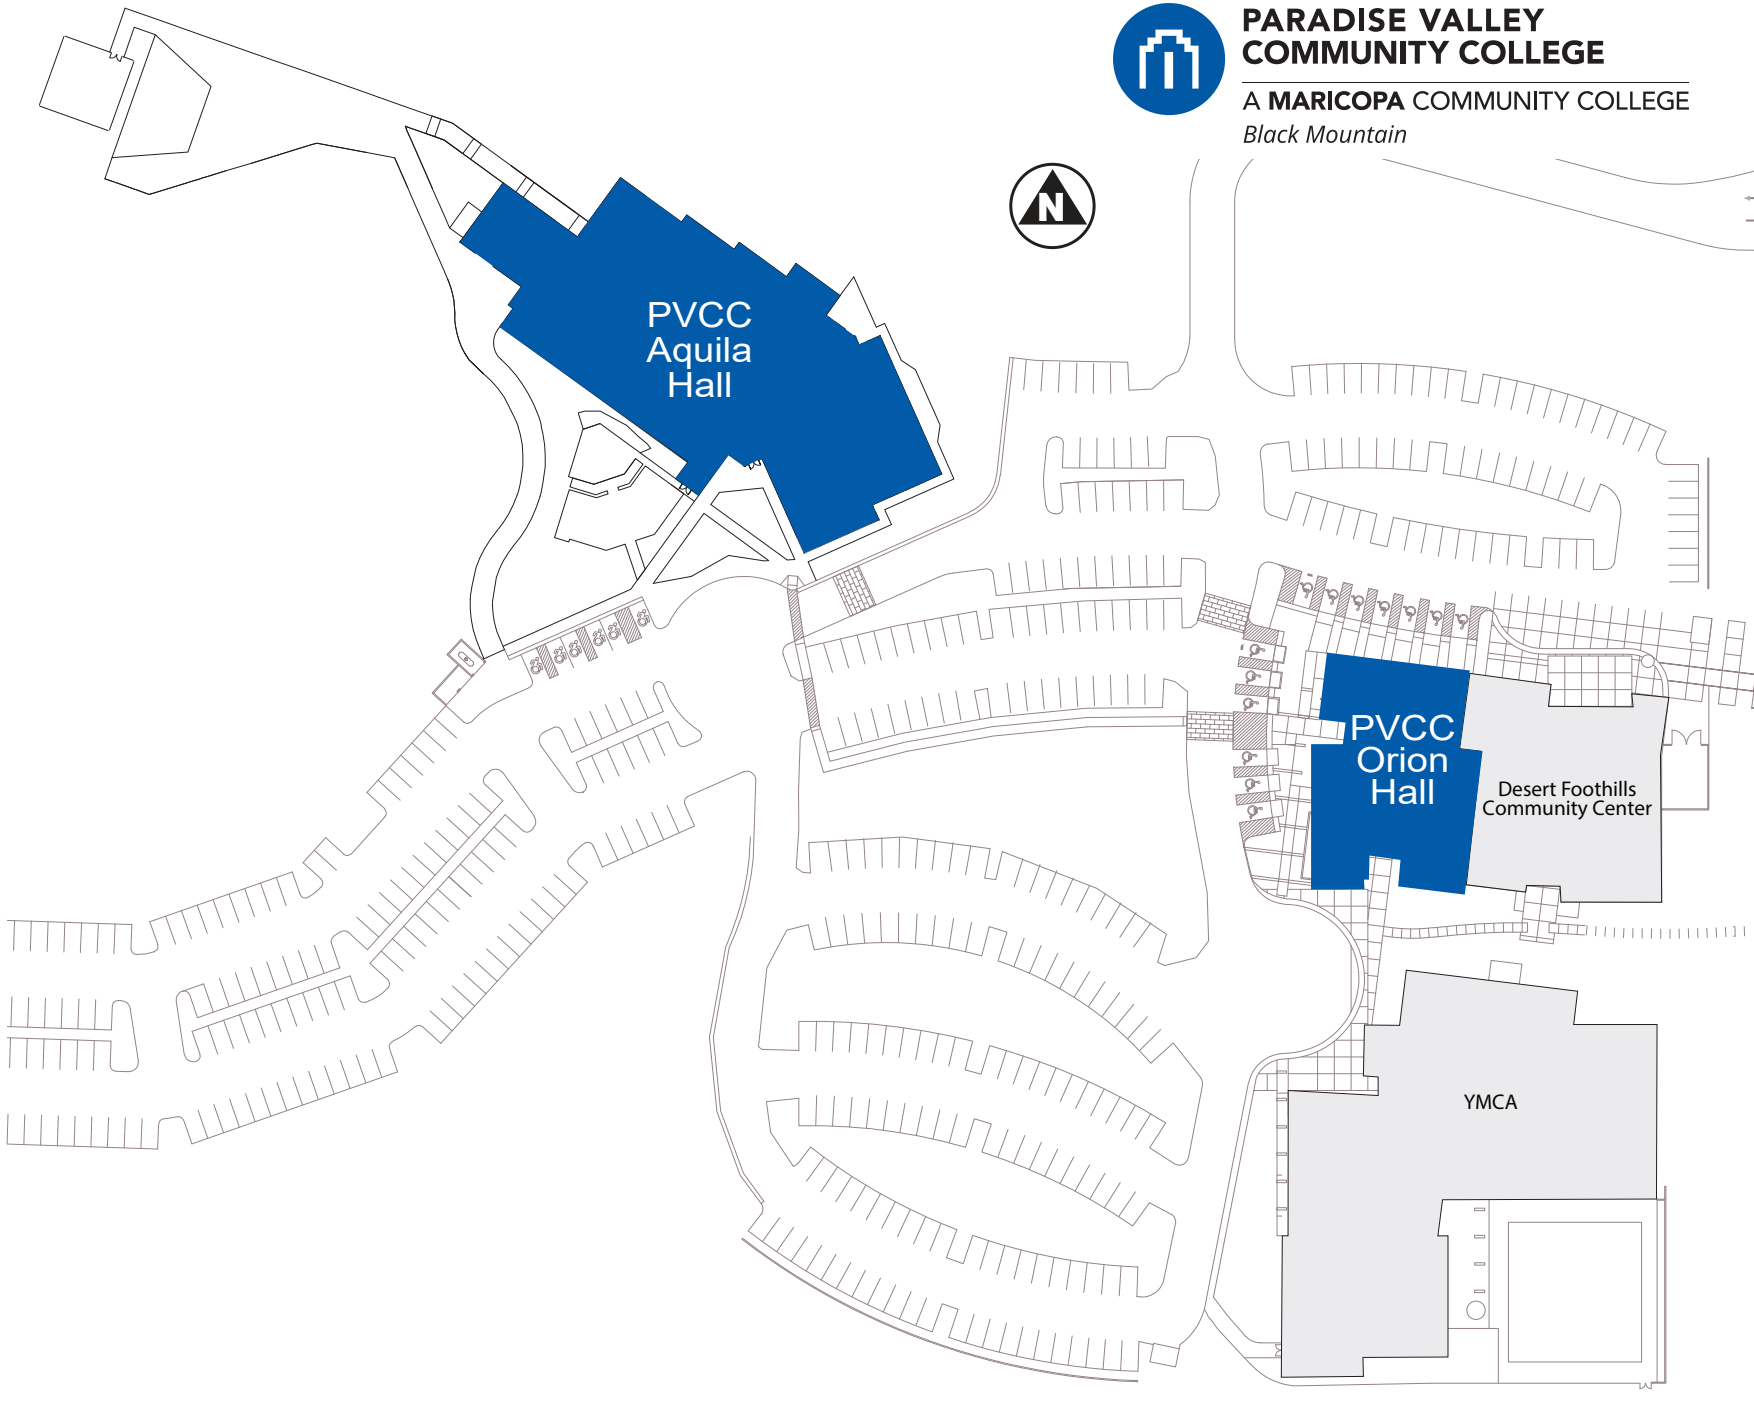 PARADISE VALLEY
COMMUNITY COLLEGE
A MARICOPA COMMUNITY COLLEGE
Black Mountain
N
PVCC
Aquila
Hall
PVCC
Orion
Hall
Desert Foothills
Community Center
YMCA